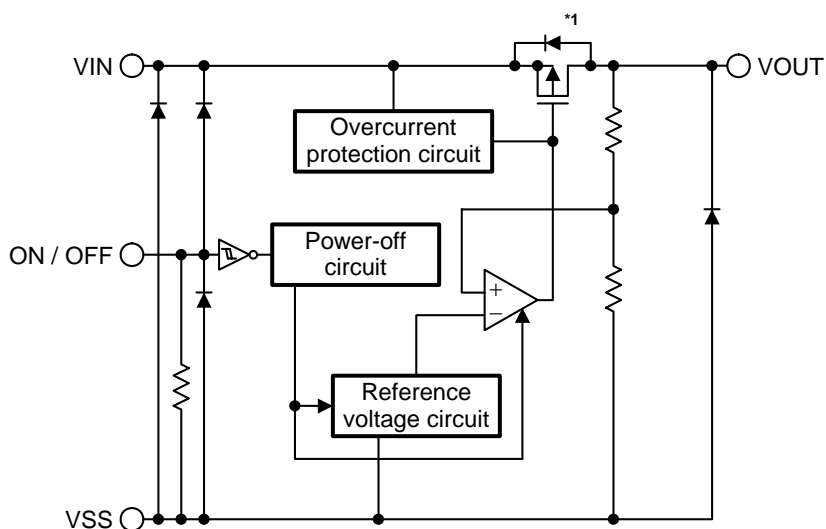 *1
VIN
VOUT
Overcurrent
protection circuit
ON / OFF
Power-off
circuit
+
−
Reference
voltage circuit
VSS